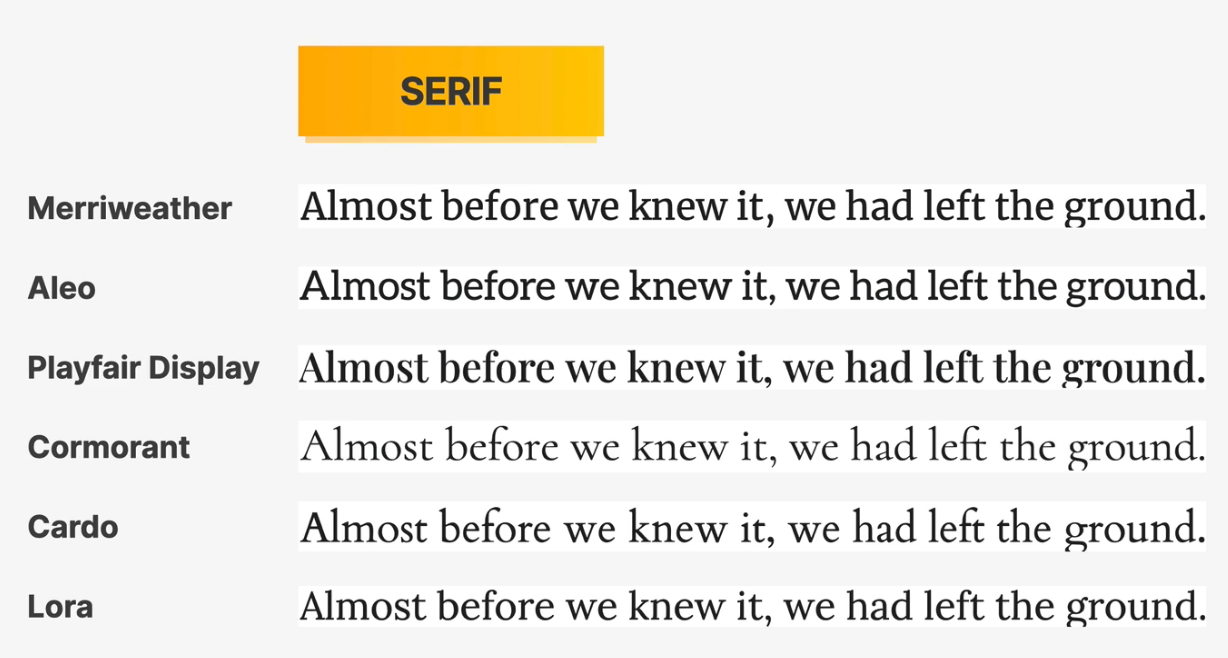 SERIF
Merriweather Almost before we knew it, we had left the ground.
Aleo Almost before we knew it, we had left the ground.
Playfair Display Almost before we knew it, we had left the ground.
Cormorant Almost before we knew it, we had left the ground.
Cardo Almost before we knew it, we had left the ground.
Lora Almost before we knew it, we had left the ground.